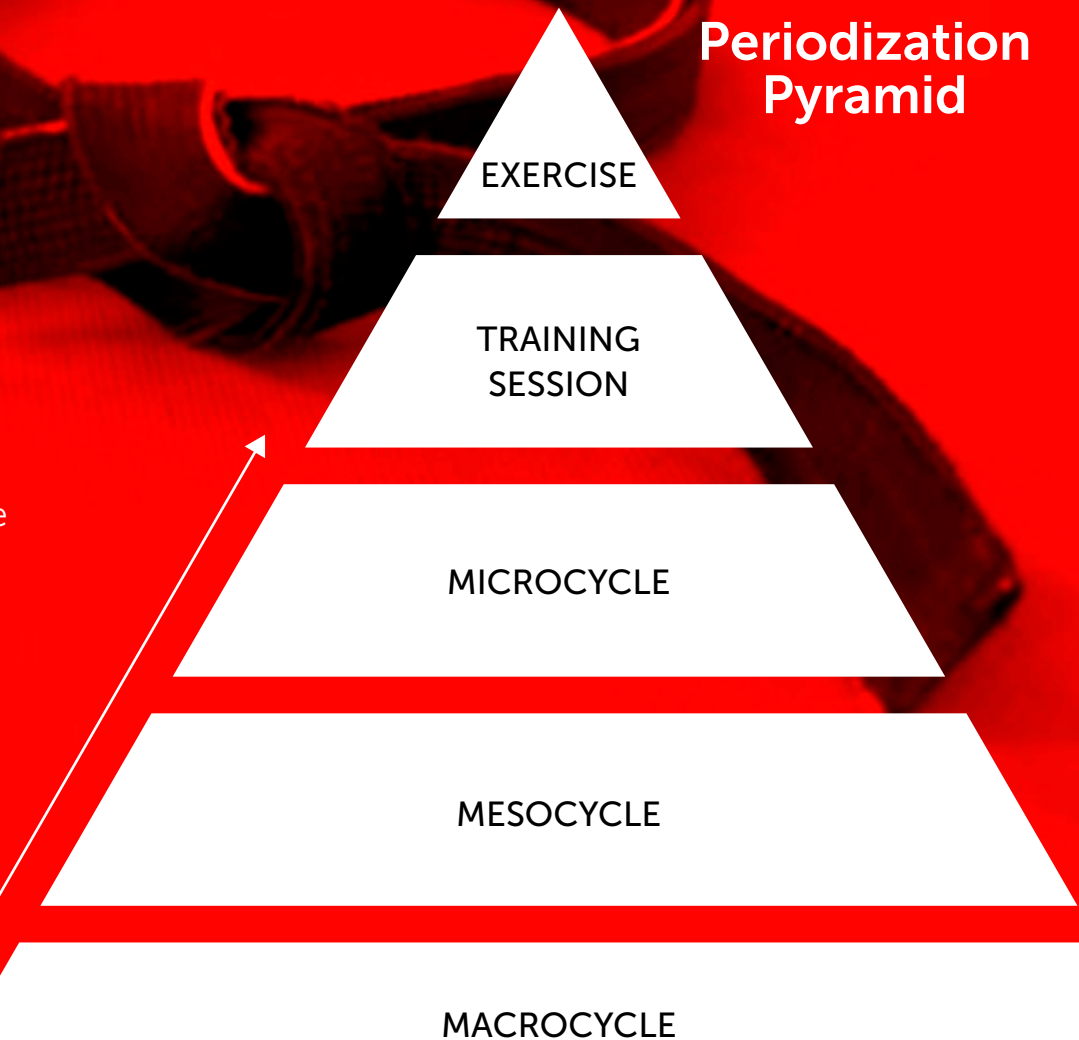 Periodization
Pyramid
EXERCISE
TRAINING
SESSION
e
MICROCYCLE
MESOCYCLE
MACROCYCLE